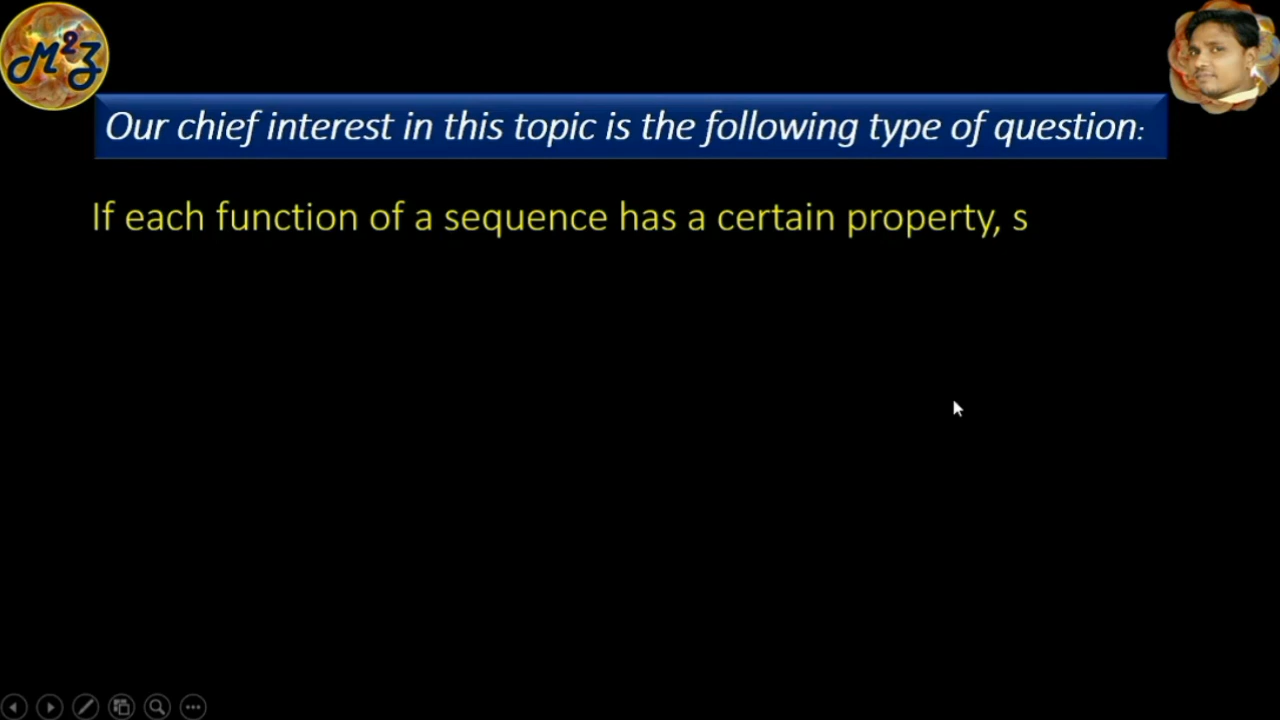 M²Z
Our chief interest in this topic is the following type of question:
If each function of a sequence has a certain property, s